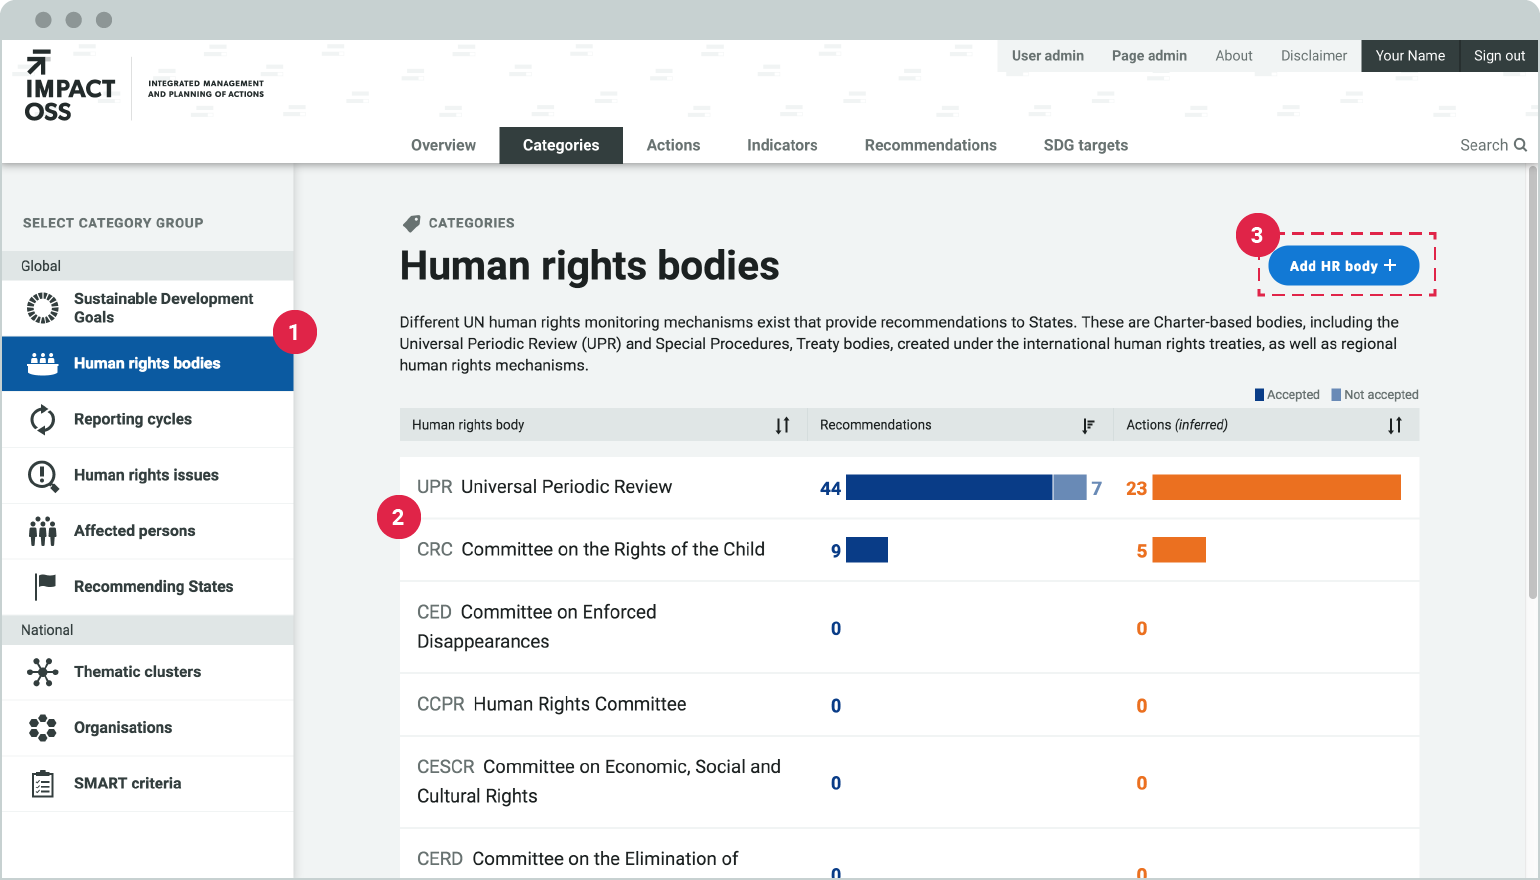 User admin
Page admin
About
Disclaimer
Your Name
Sign out
IMPACT
OSS
INTEGRATED MANAGEMENT
AND PLANNING OF ACTIONS
Overview
Categories
Actions
Indicators
Recommendations
SDG targets
Search
SELECT CATEGORY GROUP
Global
Sustainable Development
Goals
1
Human rights bodies
Reporting cycles
Human rights issues
Affected persons
Recommending States
National
Thematic clusters
Organisations
SMART criteria
CATEGORIES
Human rights bodies
3
Add HR body +
Different UN human rights monitoring mechanisms exist that provide recommendations to States. These are Charter-based bodies, including the
Universal Periodic Review (UPR) and Special Procedures, Treaty bodies, created under the international human rights treaties, as well as regional
human rights mechanisms.
Accepted Not accepted
Human rights body Recommendations Actions (inferred)
UPR Universal Periodic Review 44 7 23
2
CRC Committee on the Rights of the Child 9 5
CED Committee on Enforced
Disappearances
0 0
CCPR Human Rights Committee 0 0
CESCR Committee on Economic, Social and
Cultural Rights
0 0
CERD Committee on the Elimination of
0 0